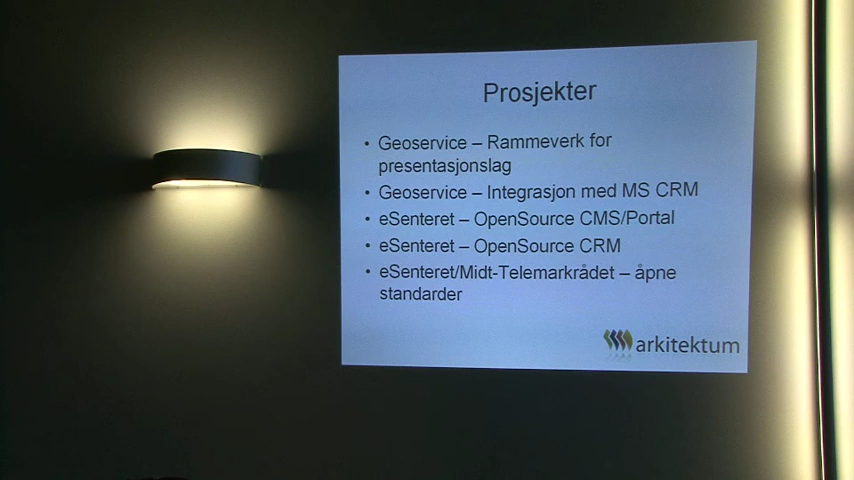 Prosjekter
• Geoservice – Rammeverk for
presentasjonslag
• Geoservice – Integrasjon med MS CRM
• eSenteret – OpenSource CMS/Portal
• eSenteret – OpenSource CRM
• eSenteret/Midt-Telemarkrådet – åpne
standarder
arkitektum